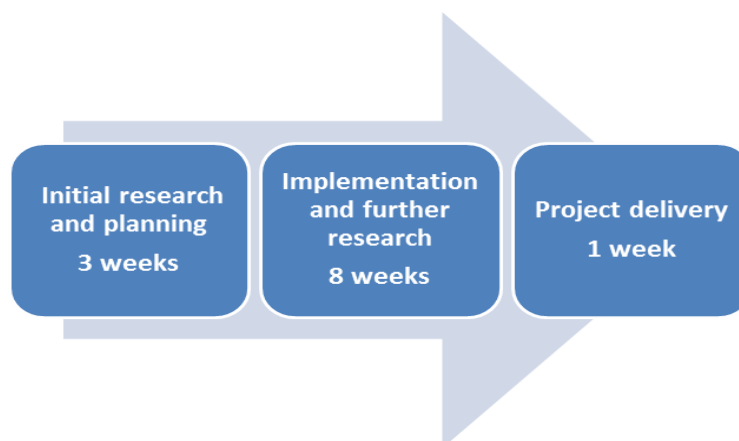 Initial research
and planning
3 weeks
Implementation
and further
research
8 weeks
Project delivery
1 week